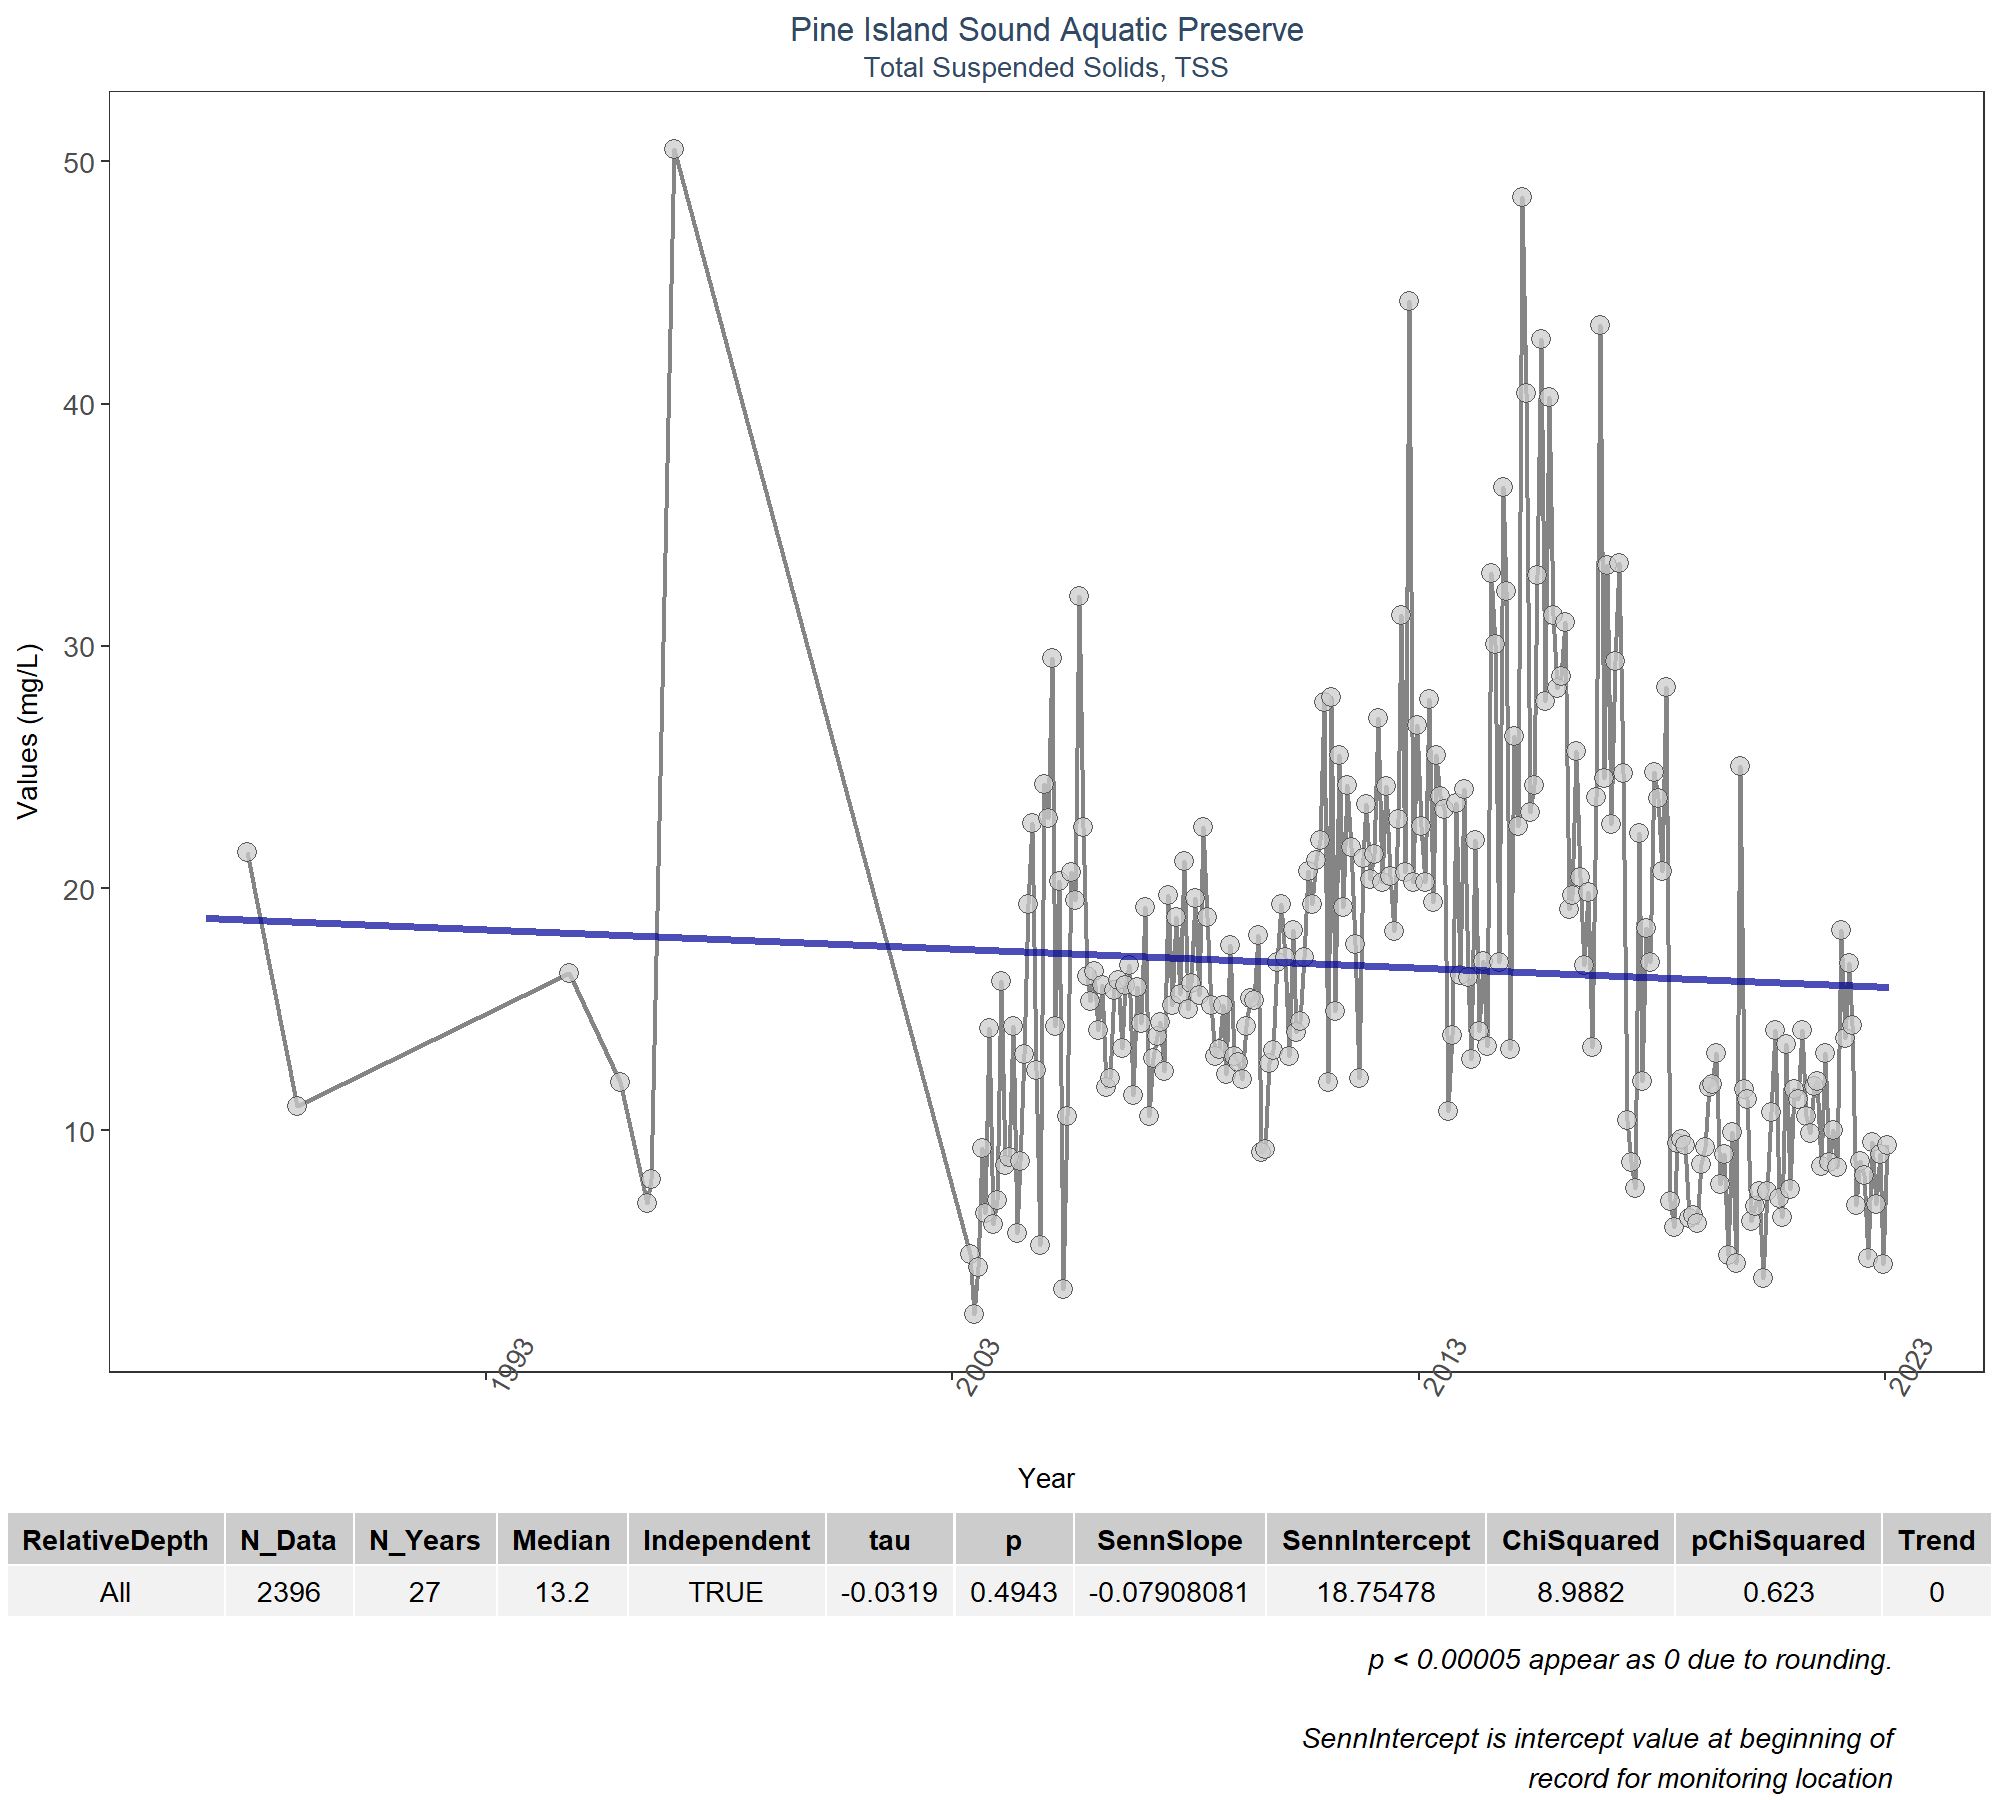 Pine Island Sound Aquatic Preserve
Total Suspended Solids, TSS
Values (mg/L)
50
40
30
20
10
1993
2003
2013
2023
Year
RelativeDepth N_Data N_Years Median Independent tau p SennSlope SennIntercept ChiSquared pChiSquared Trend
All 2396 27 13.2 TRUE -0.0319 0.4943 -0.07908081 18.75478 8.9882 0.623 0
p < 0.00005 appear as 0 due to rounding.
SennIntercept is intercept value at beginning of
record for monitoring location